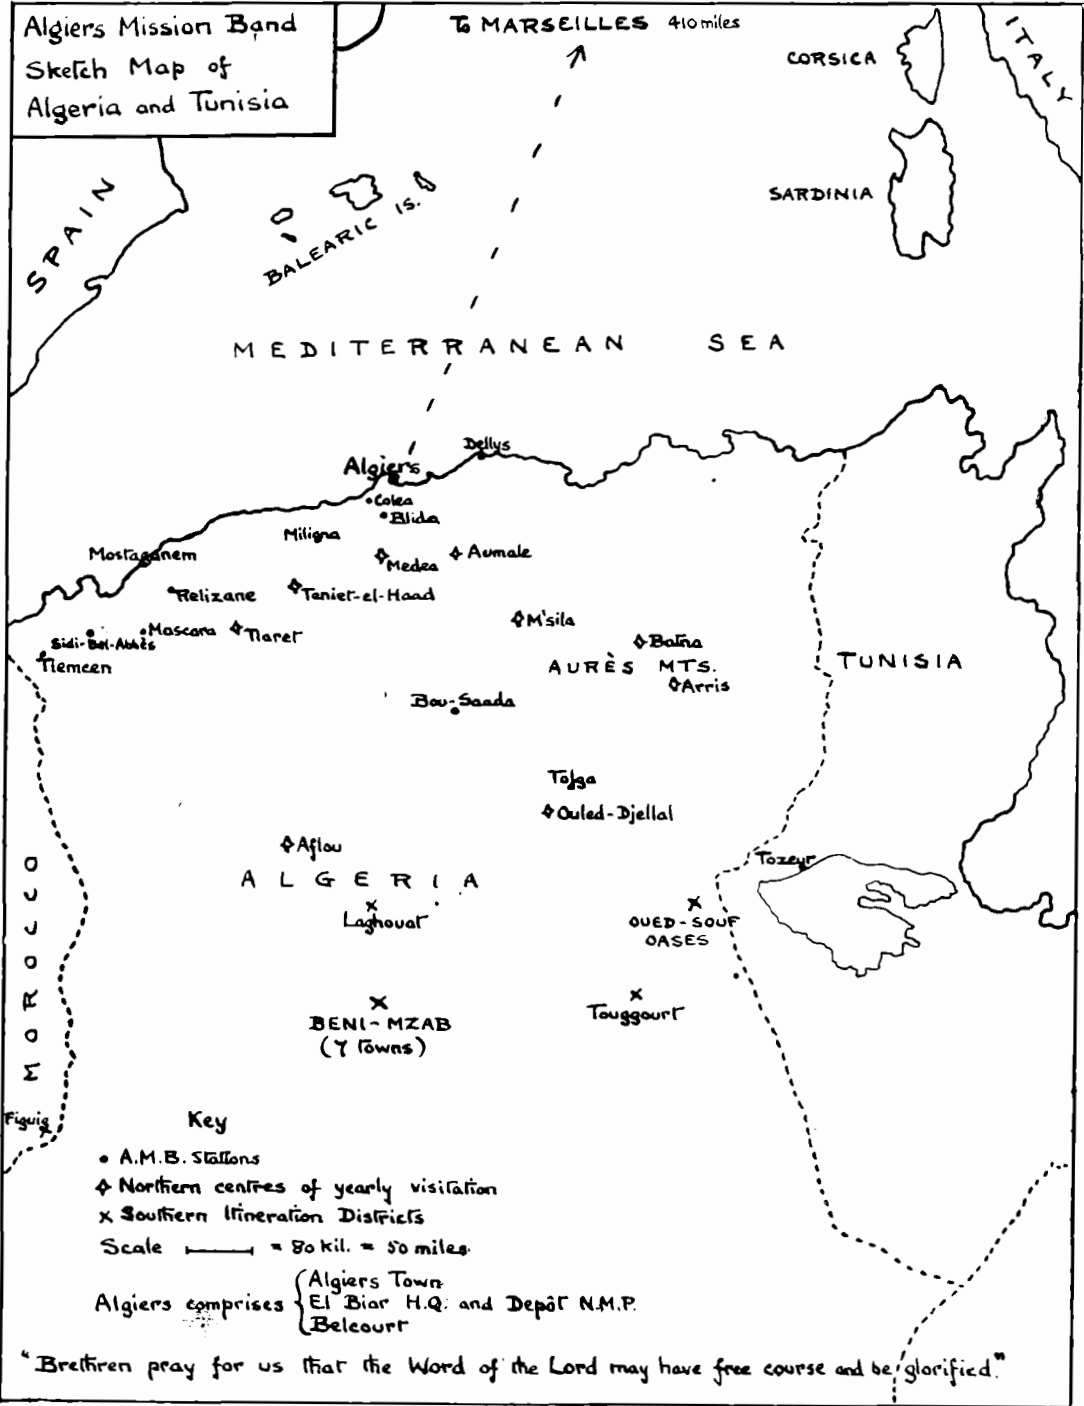 Algiers Mission Band
Sketch Map of
Algeria and Tunisia
To MARSEILLES 410 miles
CORSICA
ITALY
SARDINIA
SPAIN
BALEARIC IS.
MEDITERRANEAN SEA
Dellys
Algiers
Colea
Blida
Miligna
Mostaganem
Medea
Aumale
Relizane
Teniet-el-Haad
M'sila
Mascara
Tiaret
Sidi-Bel-Abbès
Tlemcen
Batna
AURÈS MTS.
TUNISIA
Arris
Bou-Saada
Tolga
Ouled-Djellal
Aflou
Tozeur
ALGERIA
Laghouat
OUED-SOUF
OASES
MOROCCO
BENI-MZAB
(7 Towns)
Touggourt
Figuig
Key
A.M.B. Stations
Northern centres of yearly visitation
x Southern Itineration Districts
Scale = 80 kil. = 50 miles.
Algiers comprises
Algiers Town
El Biar H.Q. and Depôt N.M.P.
Belcourt
"Brethren pray for us that the Word of the Lord may have free course and be glorified."